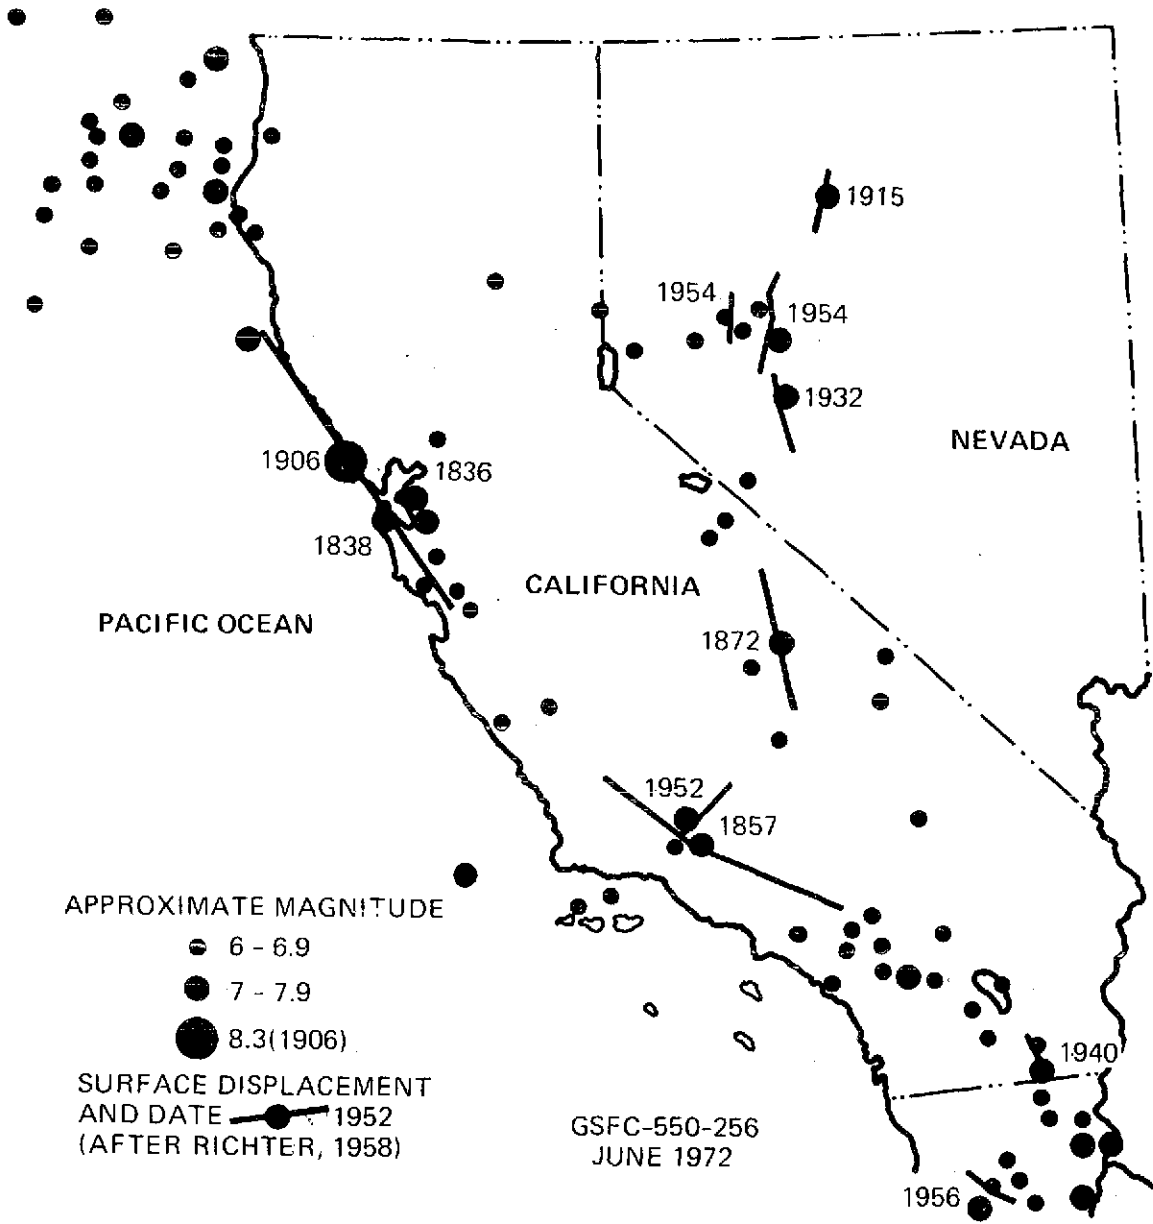 1915
1954
1954
1932
NEVADA
1906
1836
1838
CALIFORNIA
PACIFIC OCEAN
1872
1952
1857
APPROXIMATE MAGNITUDE
6 - 6.9
7 - 7.9
8.3(1906)
SURFACE DISPLACEMENT
AND DATE 1952
(AFTER RICHTER, 1958)
1940
GSFC-550-256
JUNE 1972
1956